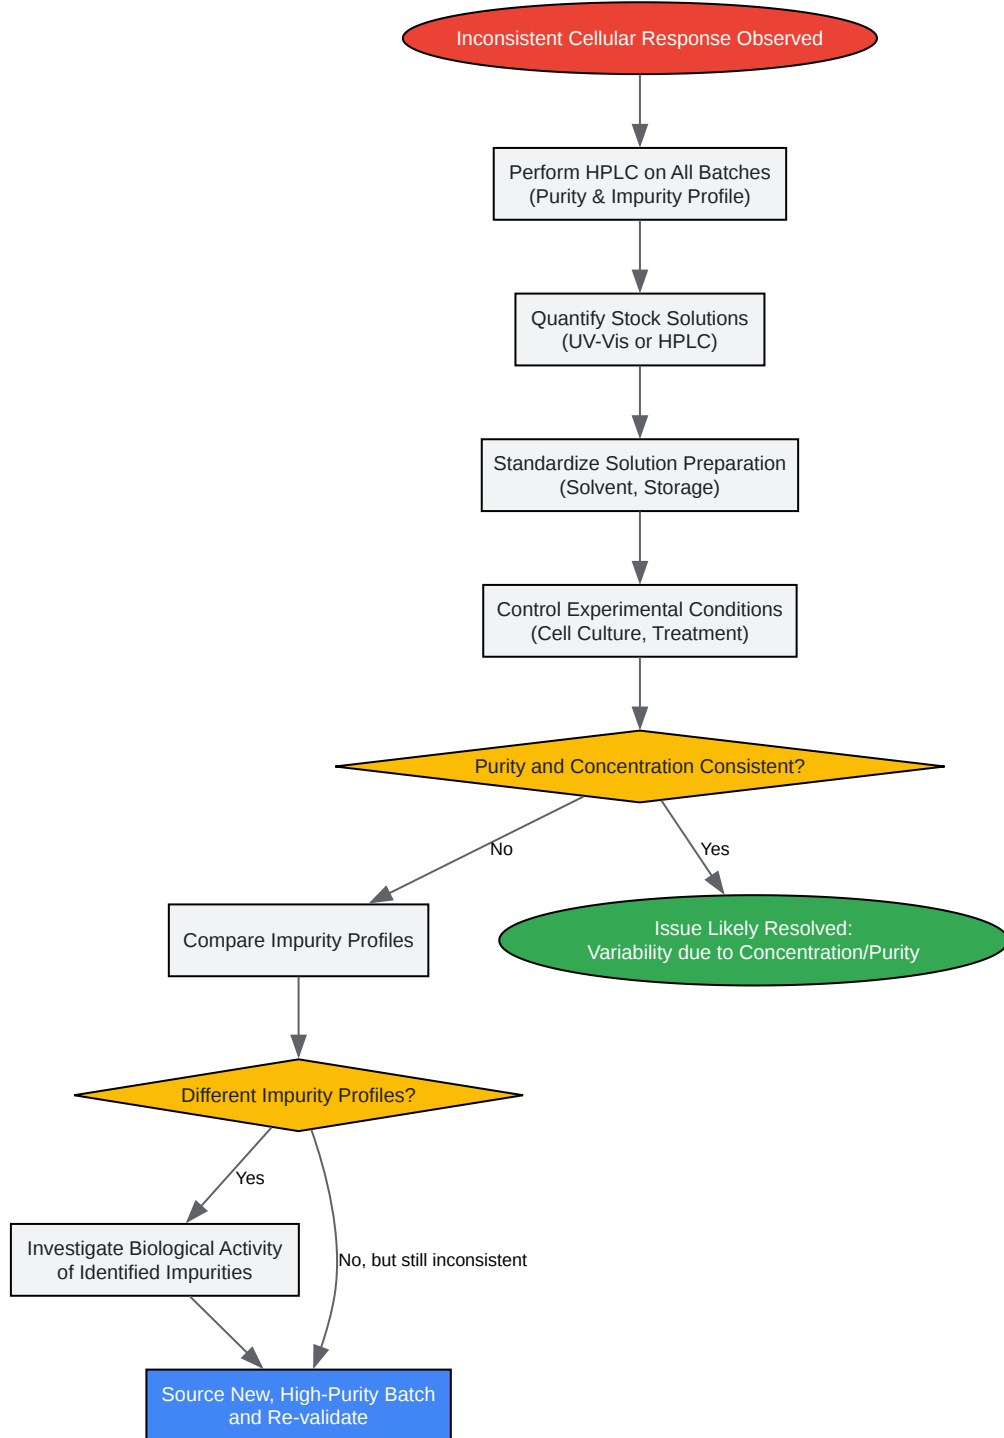 Inconsistent Cellular Response Observed
Perform HPLC on All Batches
(Purity & Impurity Profile)
Quantify Stock Solutions
(UV-Vis or HPLC)
Standardize Solution Preparation
(Solvent, Storage)
Control Experimental Conditions
(Cell Culture, Treatment)
Purity and Concentration Consistent?
No
Yes
Compare Impurity Profiles
Issue Likely Resolved:
Variability due to Concentration/Purity
Different Impurity Profiles?
Yes
No, but still inconsistent
Investigate Biological Activity
of Identified Impurities
Source New, High-Purity Batch
and Re-validate